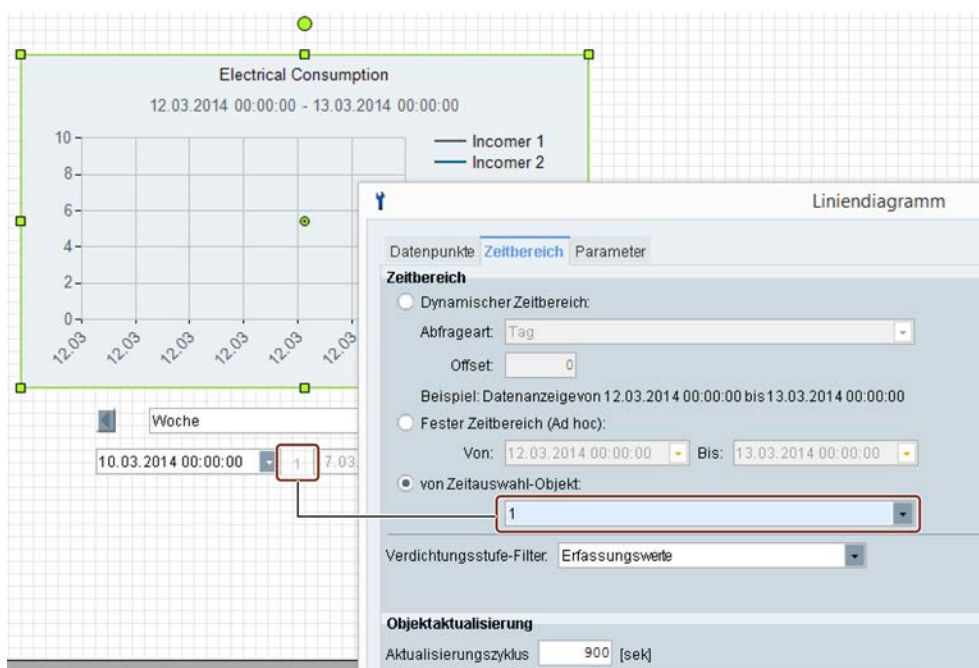 Electrical Consumption
12.03.2014 00:00:00 - 13.03.2014 00:00:00
10
8
6
4
2
0
12.03 12.03 12.03 12.03 12.03 12.03
Incomer 1
Incomer 2
Woche
10.03.2014 00:00:00 1 7.03.
Liniendiagramm
Datenpunkte Zeitbereich Parameter
Zeitbereich
Dynamischer Zeitbereich:
Abfrageart: Tag
Offset: 0
Beispiel: Datenanzeigevon 12.03.2014 00:00:00 bis 13.03.2014 00:00:00
Fester Zeitbereich (Ad hoc):
Von: 12.03.2014 00:00:00 Bis: 13.03.2014 00:00:00
von Zeitauswahl-Objekt:
1
Verdichtungsstufe-Filter: Erfassungswerte
Objektaktualisierung
Aktualisierungszyklus 900 [sek]